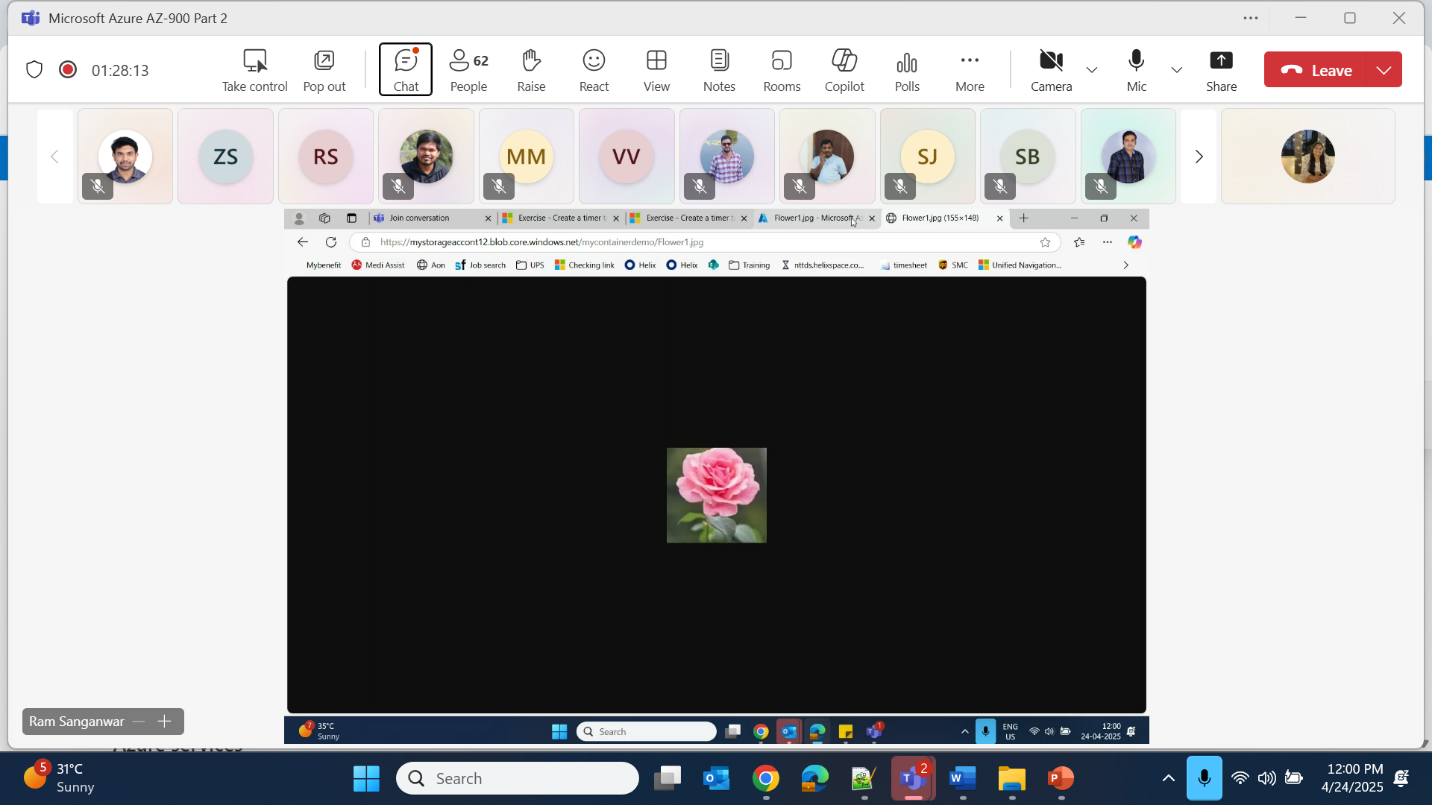 Microsoft Azure AZ-900 Part 2
01:28:13
Take control
Pop out
Chat
62
People
Raise
React
View
Notes
Rooms
Copilot
Polls
More
Camera
Mic
Share
Leave
ZS
RS
MM
VV
SJ
SB
Join conversation
Exercise - Create a timer t
Exercise - Create a timer t
Flower1.jpg - Microsoft A
Flower1.jpg (155×148)
https://mystorageaccont12.blob.core.windows.net/mycontainerdemo/Flower1.jpg
Mybenefit
Medi Assist
Aon
Job search
UPS
Checking link
Helix
Helix
Training
nttds.helixspace.co...
timesheet
SMC
Unified Navigation...
Ram Sanganwar
7
35°C
Sunny
Search
1
ENG
US
12:00
24-04-2025
Azure services
5
31°C
Sunny
Search
2
12:00 PM
4/24/2025